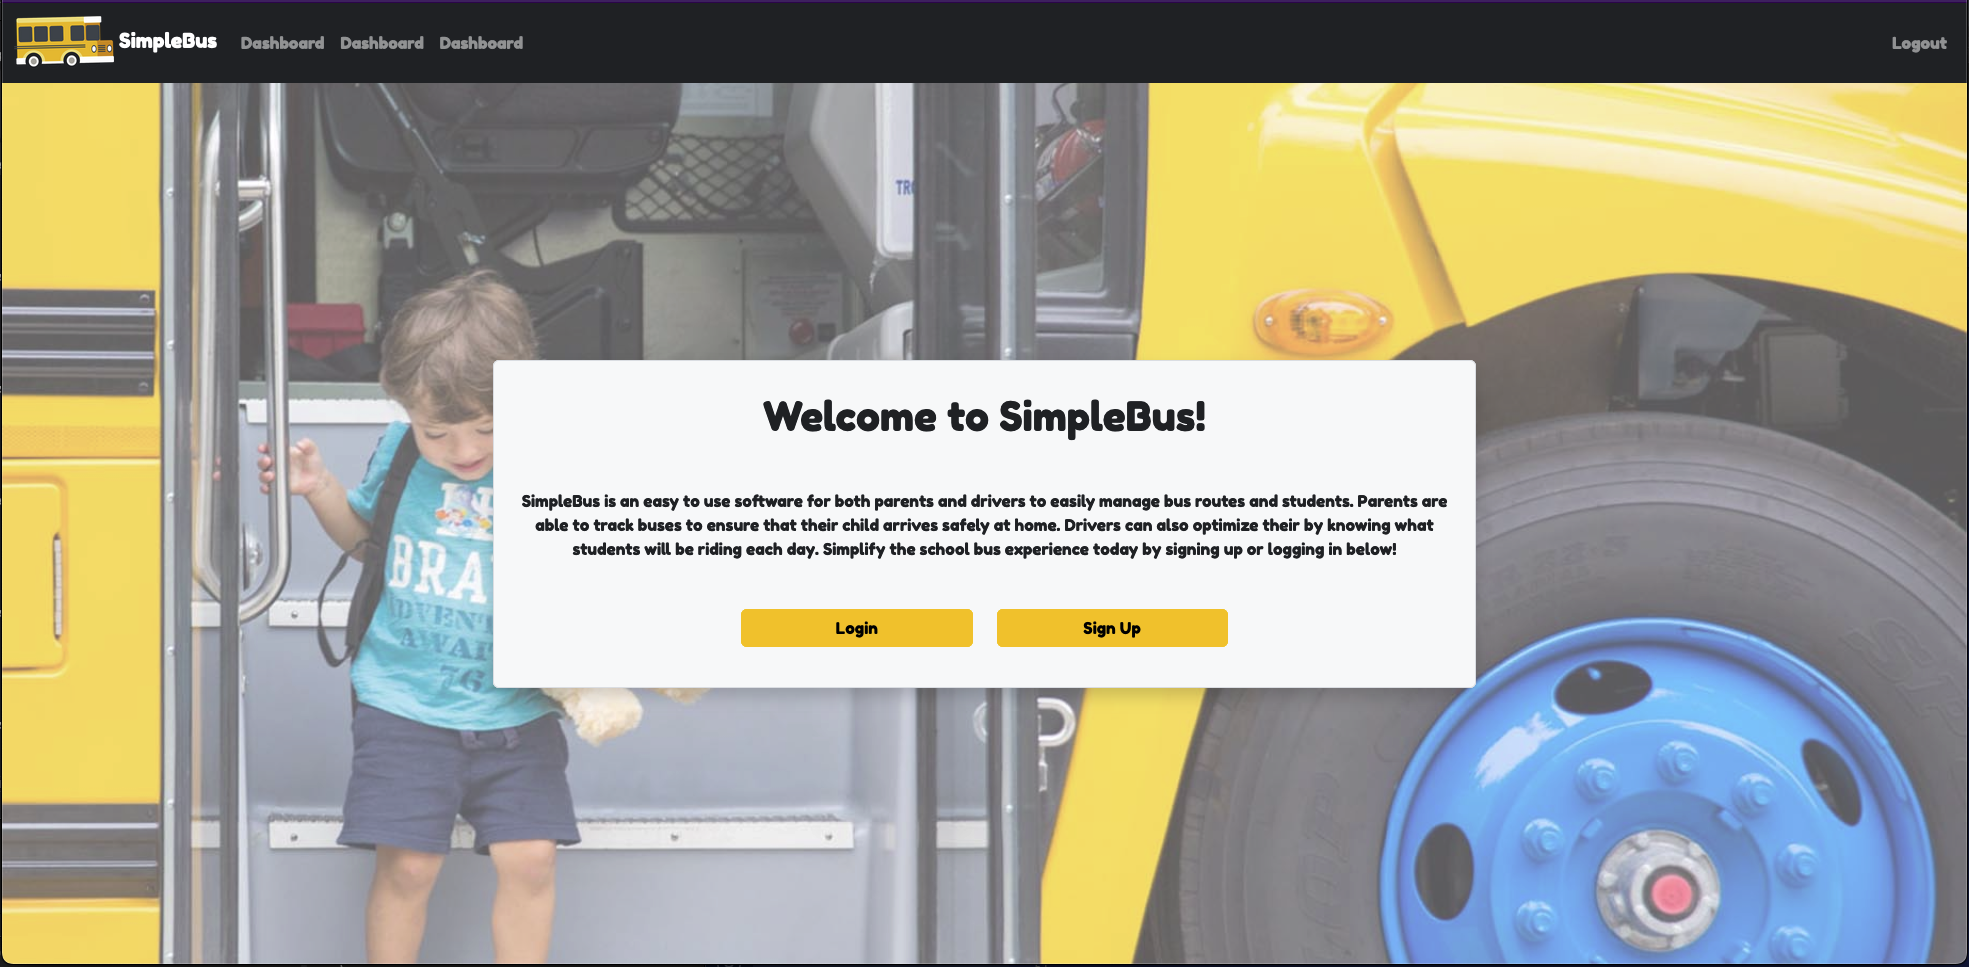 SimpleBus Dashboard Dashboard Dashboard Logout
Welcome to SimpleBus!
SimpleBus is an easy to use software for both parents and drivers to easily manage bus routes and students. Parents are
able to track buses to ensure that their child arrives safely at home. Drivers can also optimize their by knowing what
students will be riding each day. Simplify the school bus experience today by signing up or logging in below!
Login Sign Up
76